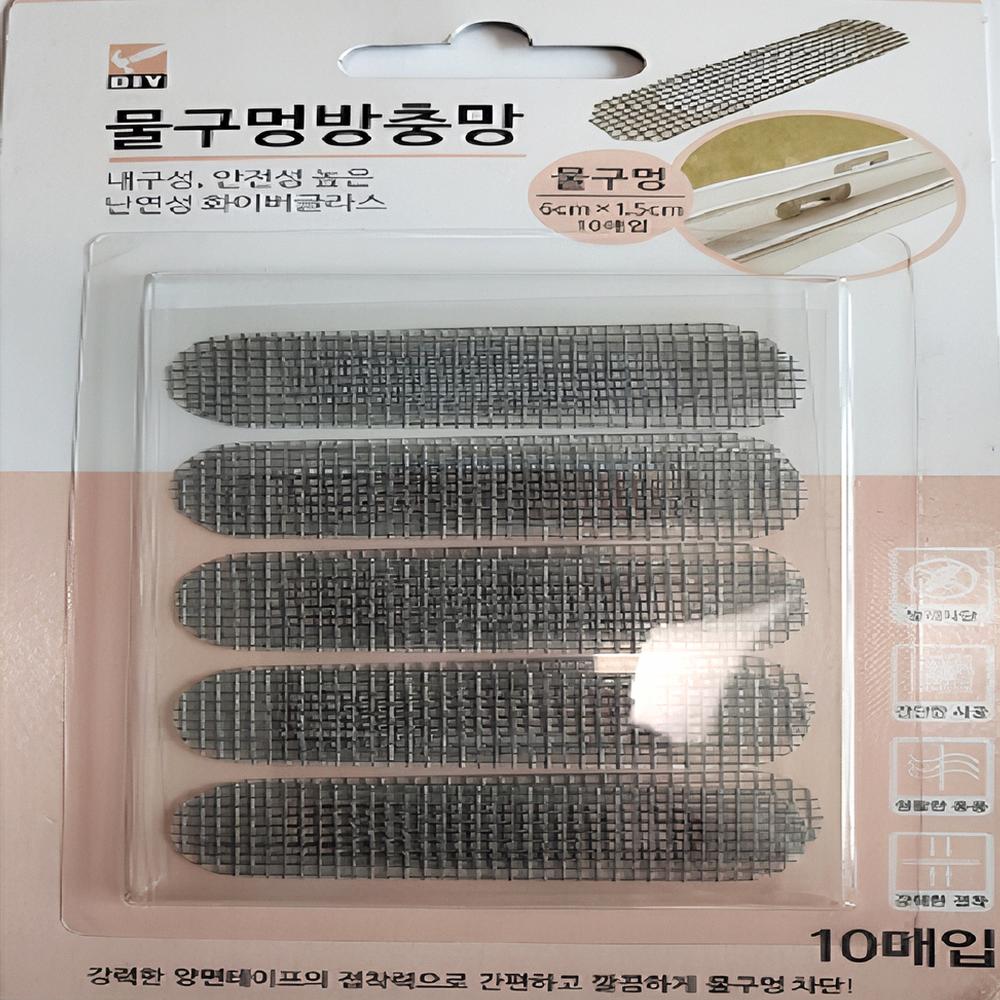 DIY
물구멍방충망
내구성, 안전성 높은
난연성 화이버글라스
물구멍
6cm×1.5cm
10매입
10매입
강력한 양면테이프의 접착력으로 간편하고 깔끔하게 물구멍 차단!